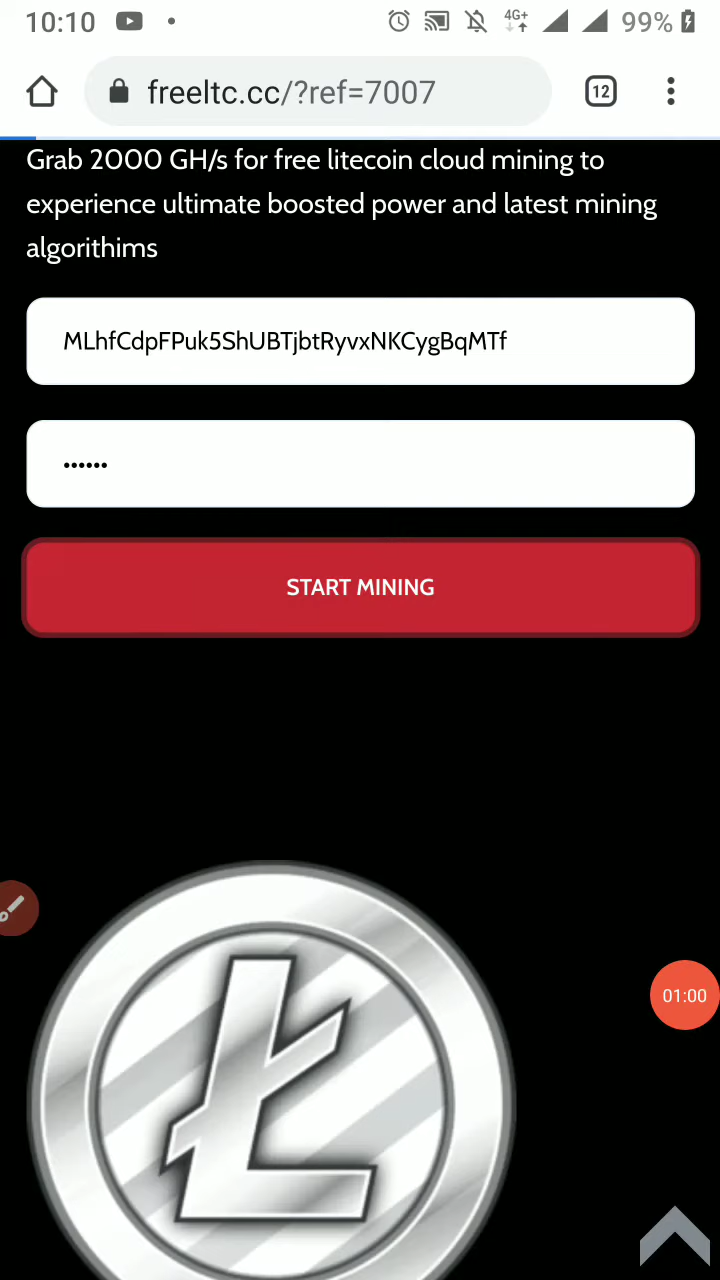 10:10
4G+
99%
freeltc.cc/?ref=7007
12
Grab 2000 GH/s for free litecoin cloud mining to
experience ultimate boosted power and latest mining
algorithims
MLhfCdpFPuk5ShUBTjbtRyvxNKCygBqMTf
••••••
START MINING
01:00